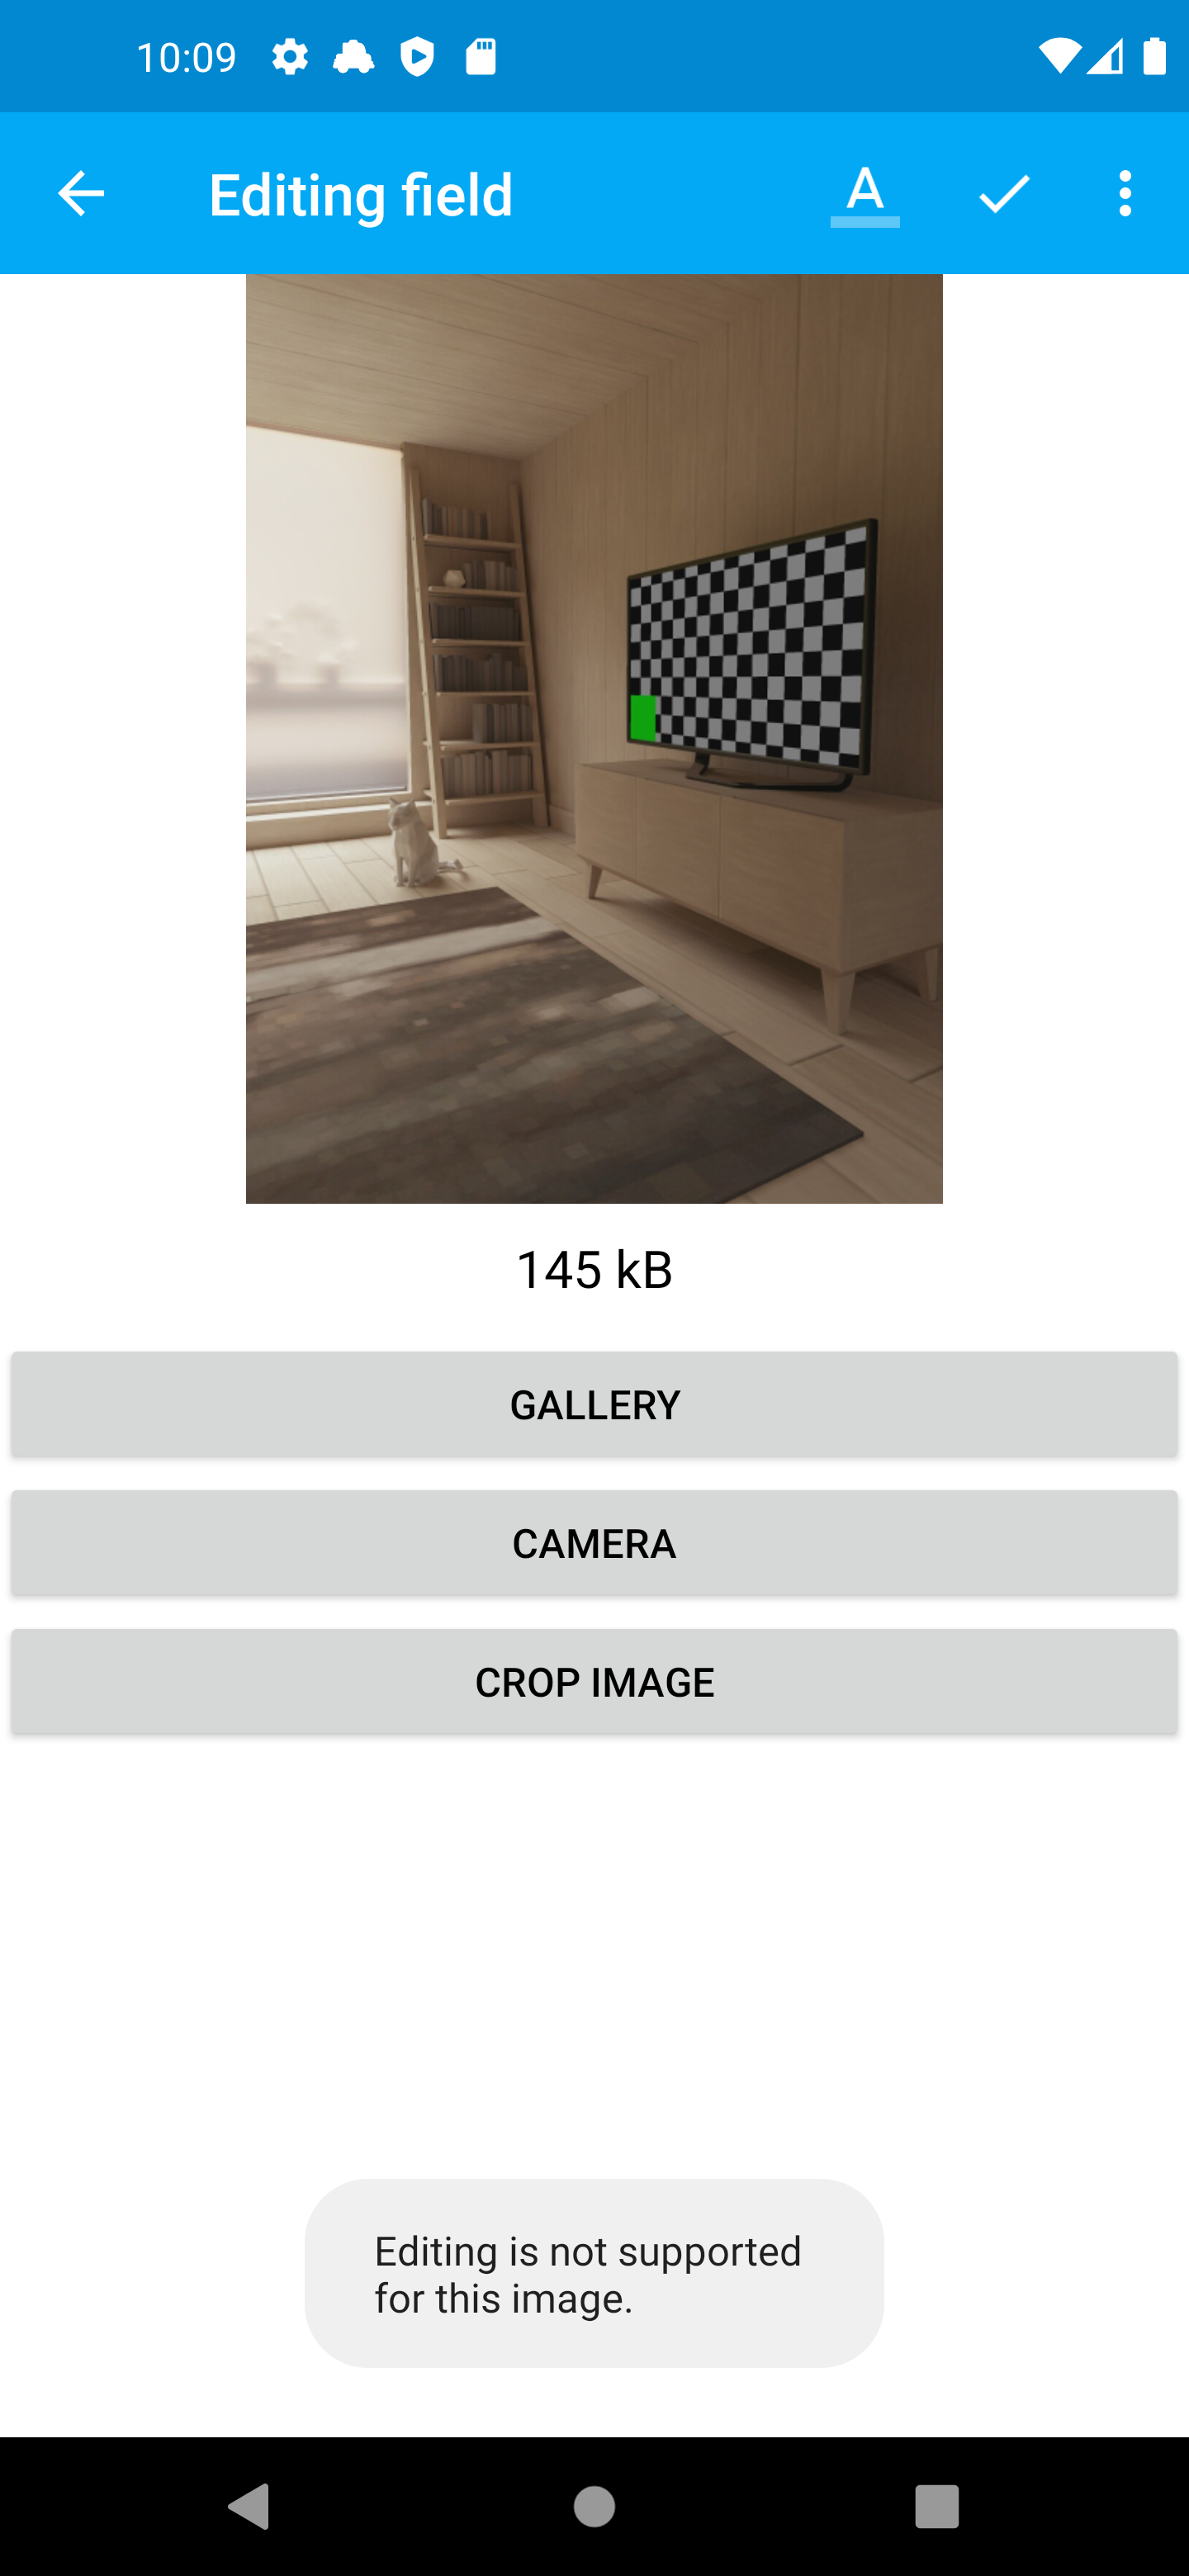 10:09
Editing field
A
145 kB
GALLERY
CAMERA
CROP IMAGE
Editing is not supported
for this image.